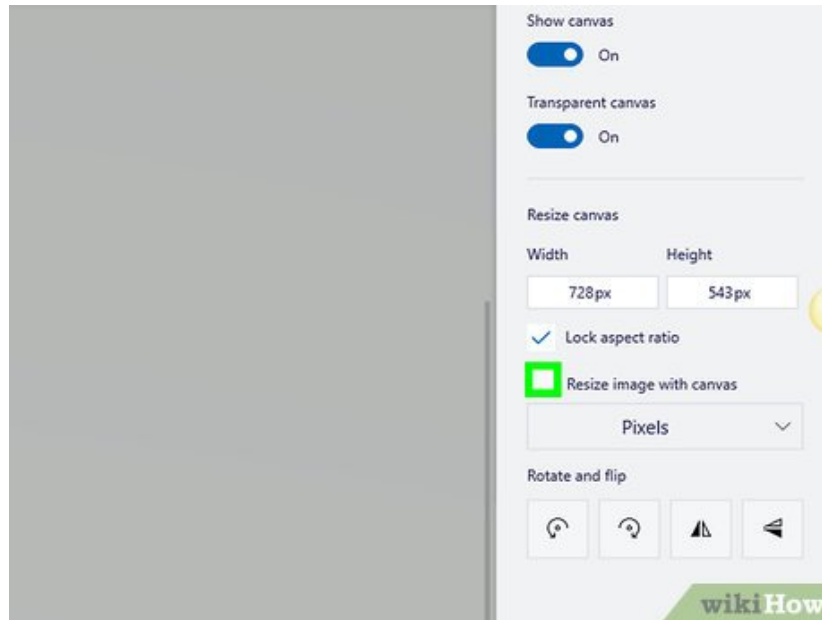 Show canvas
On
Transparent canvas
On
Resize canvas
Width Height
728px 543px
Lock aspect ratio
Resize image with canvas
Pixels
Rotate and flip
wikiHow